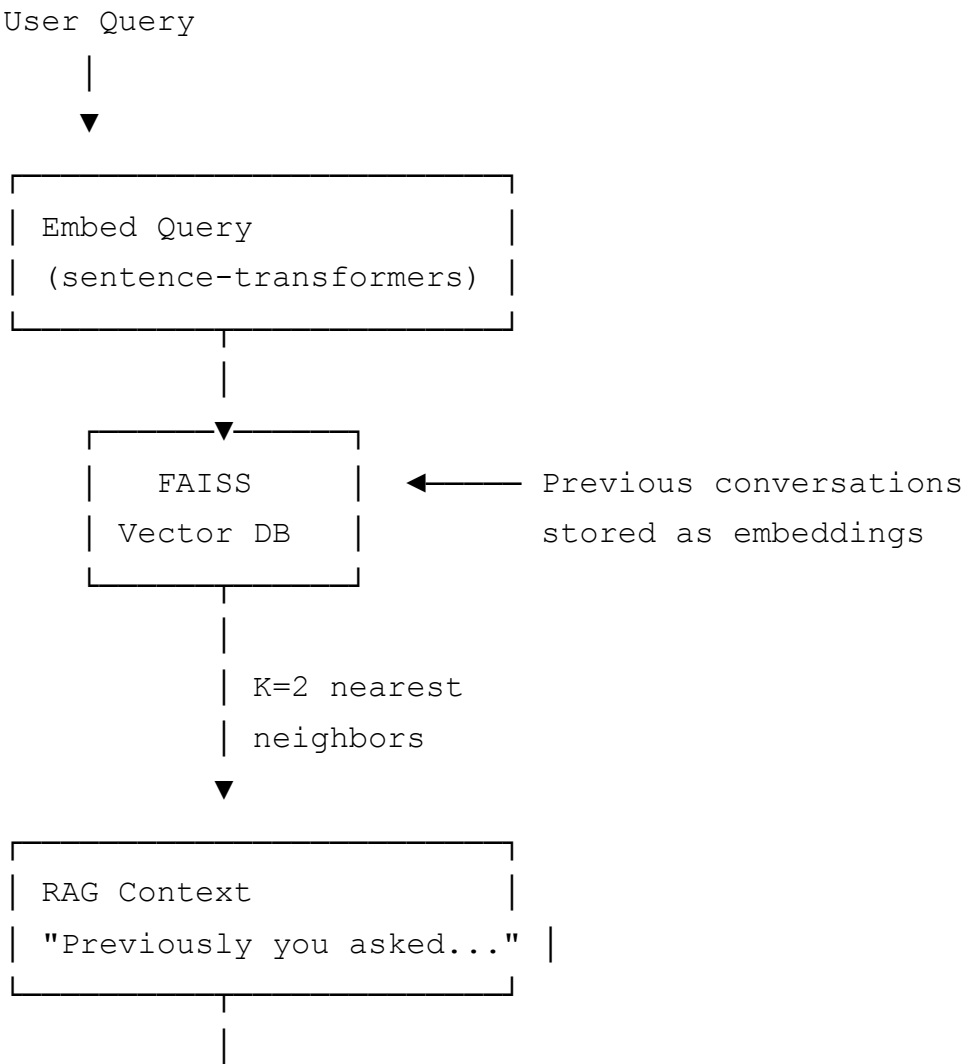 User Query
Embed Query
(sentence-transformers)
FAISS
Vector DB
Previous conversations
stored as embeddings
K=2 nearest
neighbors
RAG Context
"Previously you asked..."